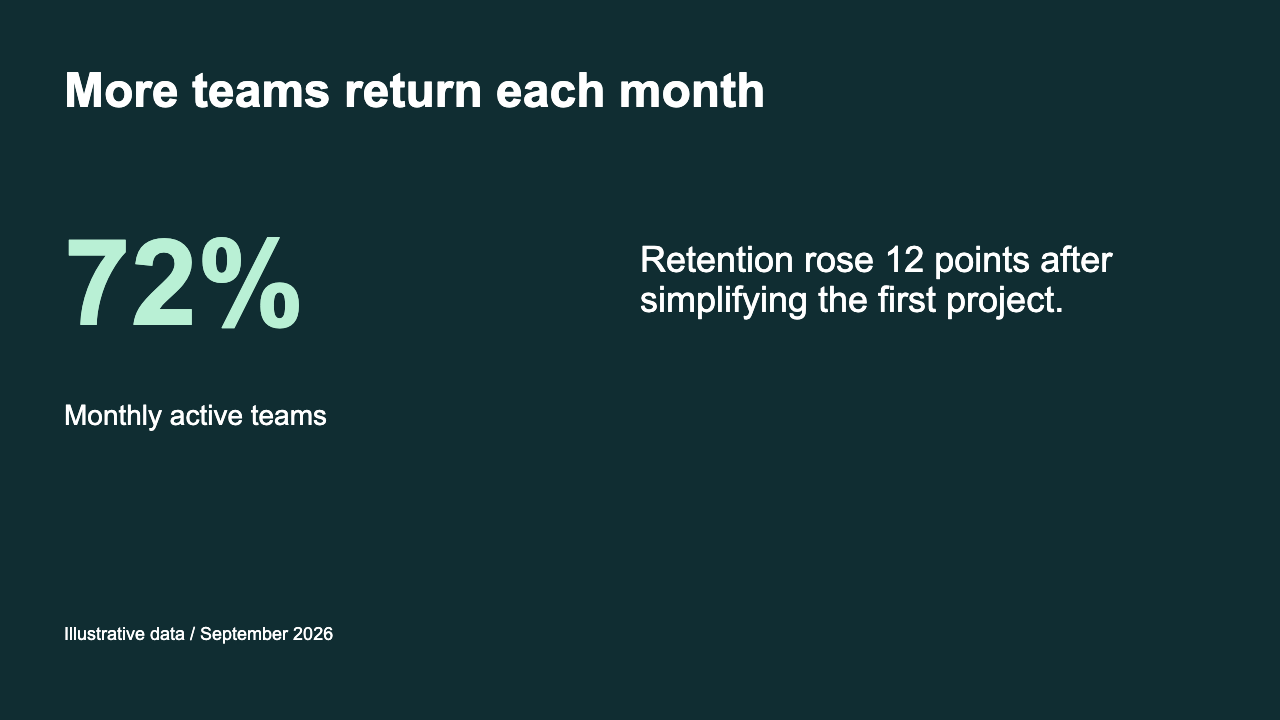 More teams return each month
72%
Retention rose 12 points after
simplifying the first project.
Monthly active teams
Illustrative data / September 2026